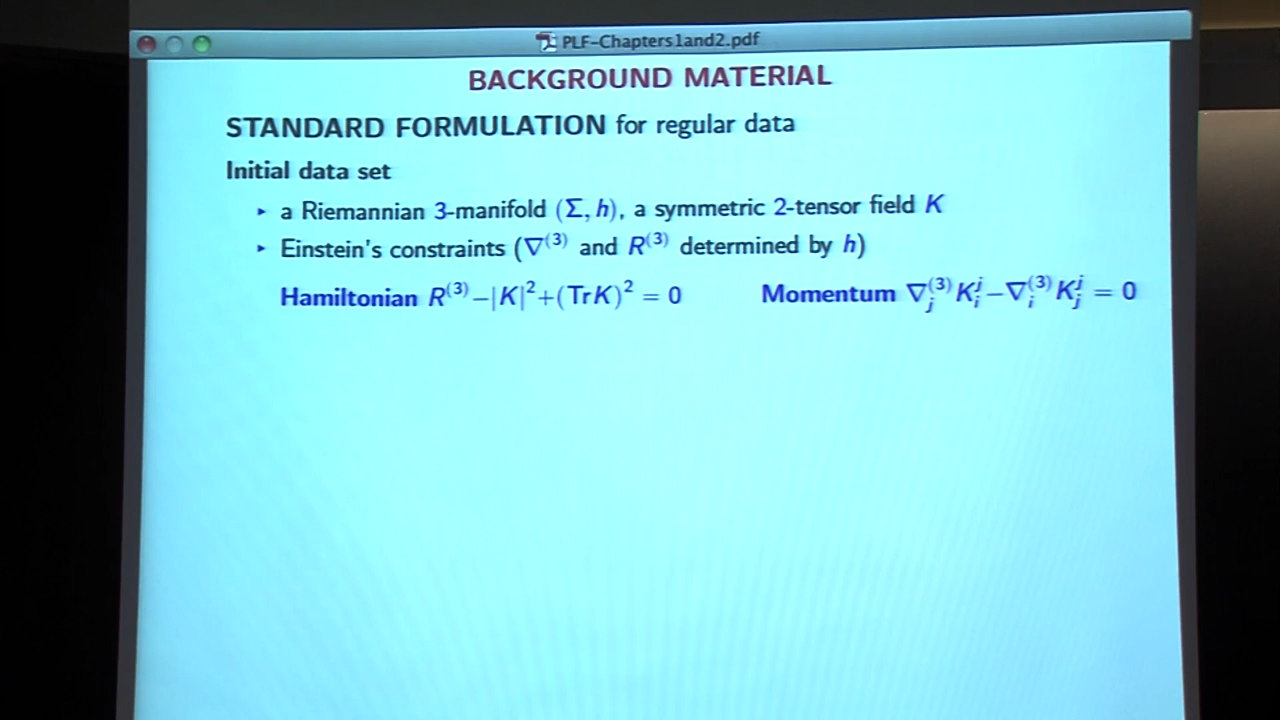 PLF-Chapters1and2.pdf
BACKGROUND MATERIAL
STANDARD FORMULATION for regular data
Initial data set
▸ a Riemannian 3-manifold (Σ, h), a symmetric 2-tensor field K
▸ Einstein's constraints (∇⁽³⁾ and R⁽³⁾ determined by h)
Hamiltonian R⁽³⁾−|K|²+(TrK)² = 0 Momentum ∇ⱼ⁽³⁾Kᵢʲ−∇ᵢ⁽³⁾Kⱼʲ = 0